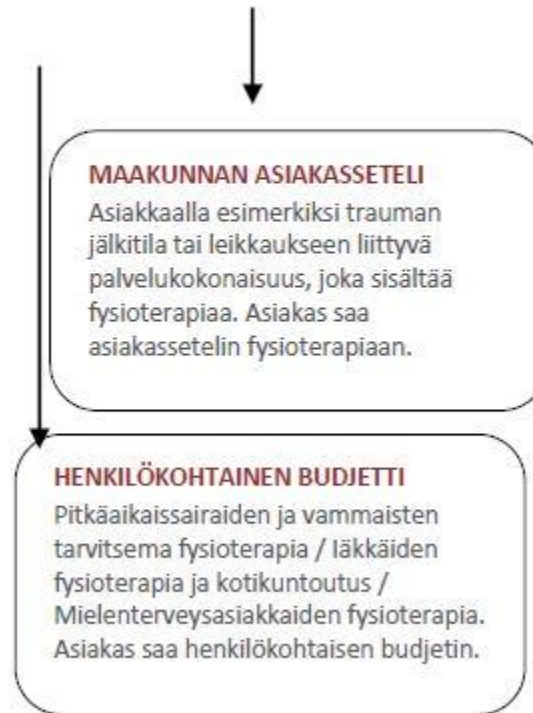 MAAKUNNAN ASIAKASSETELI
Asiakkaalla esimerkiksi trauman
jälkitila tai leikkaukseen liittyvä
palvelukokonaisuus, joka sisältää
fysioterapiaa. Asiakas saa
asiakassetelin fysioterapiaan.
HENKILÖKOHTAINEN BUDJETTI
Pitkäaikaissairaiden ja vammaisten
tarvitsema fysioterapia / Iäkkäiden
fysioterapia ja kotikuntoutus /
Mielenterveysasiakkaiden fysioterapia.
Asiakas saa henkilökohtaisen budjetin.